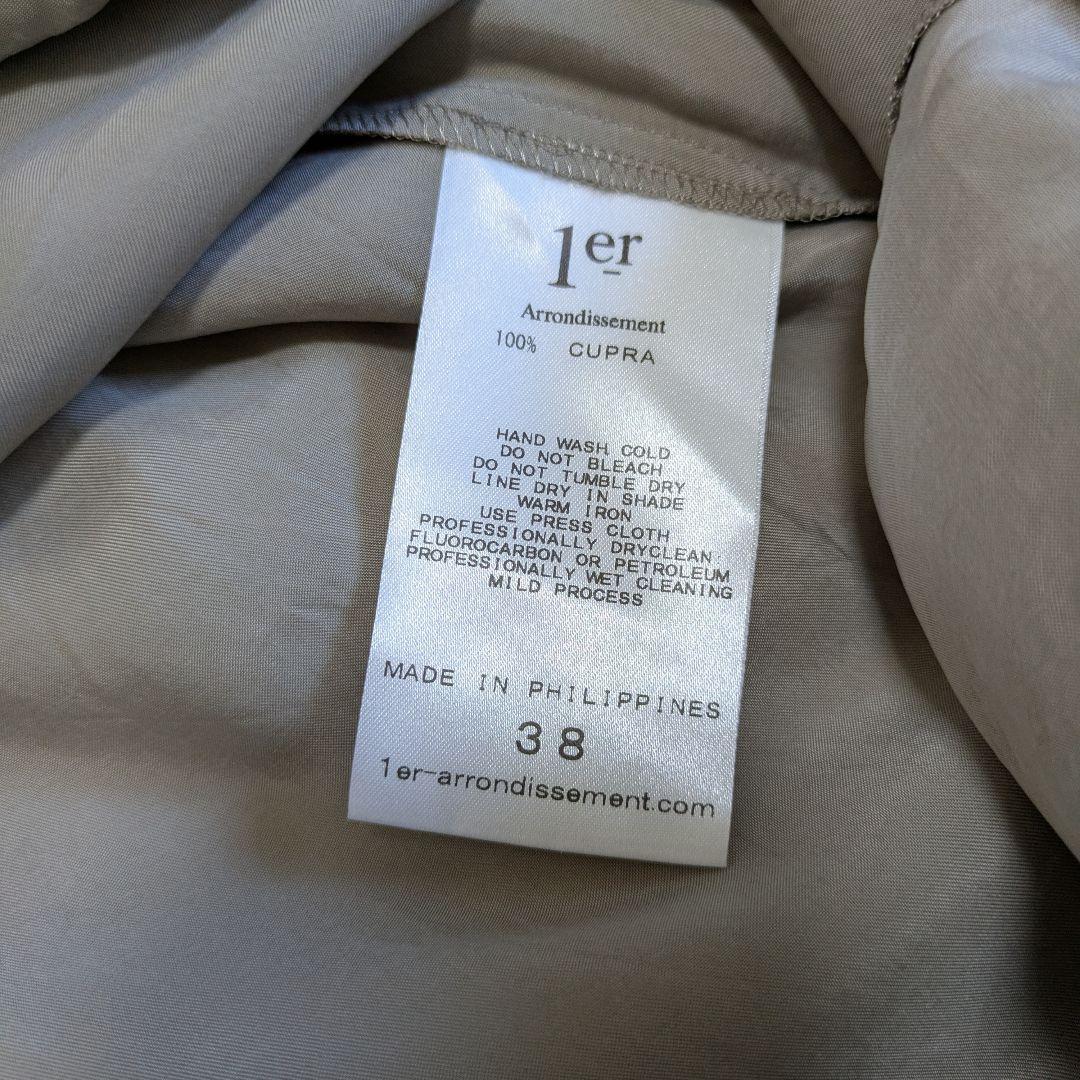 1er
Arrondissement
100% CUPRA
HAND WASH COLD
DO NOT BLEACH
DO NOT TUMBLE DRY
LINE DRY IN SHADE
WARM IRON
USE PRESS CLOTH
PROFESSIONALLY DRYCLEAN:
FLUOROCARBON OR PETROLEUM
PROFESSIONALLY WET CLEANING
MILD PROCESS
MADE IN PHILIPPINES
38
1er-arrondissement.com